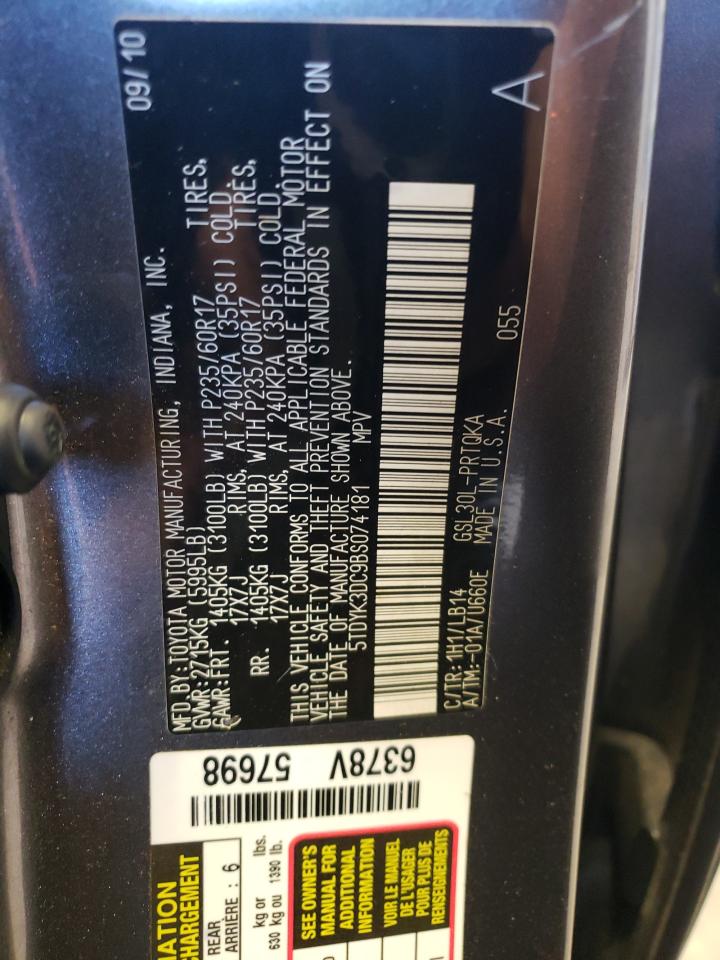 MFD.BY:TOYOTA MOTOR MANUFACTURING, INDIANA, INC. 09/10
GVWR:2715KG (5995LB)
GAWR:FRT. 1405KG (3100LB) WITH P235/60R17 TIRES,
17X7J RIMS, AT 240KPA (35PSI) COLD.
RR. 1405KG (3100LB) WITH P235/60R17 TIRES,
17X7J RIMS, AT 240KPA (35PSI) COLD.
THIS VEHICLE CONFORMS TO ALL APPLICABLE FEDERAL MOTOR
VEHICLE SAFETY AND THEFT PREVENTION STANDARDS IN EFFECT ON
THE DATE OF MANUFACTURE SHOWN ABOVE.
5TDYK3DC9BS074181 MPV
C/TR:1H1/LB14 GSL30L-PRTQKA 055 A
A/TM:-01A/U660E MADE IN U.S.A.
6378V 57698
REAR
ARRIÈRE : 6
kg or lbs.
630 kg ou 1390 lb.
SEE OWNER'S
MANUAL FOR
ADDITIONAL
INFORMATION
VOIR LE MANUEL
DE L'USAGER
POUR PLUS DE
RENSEIGNEMENTS